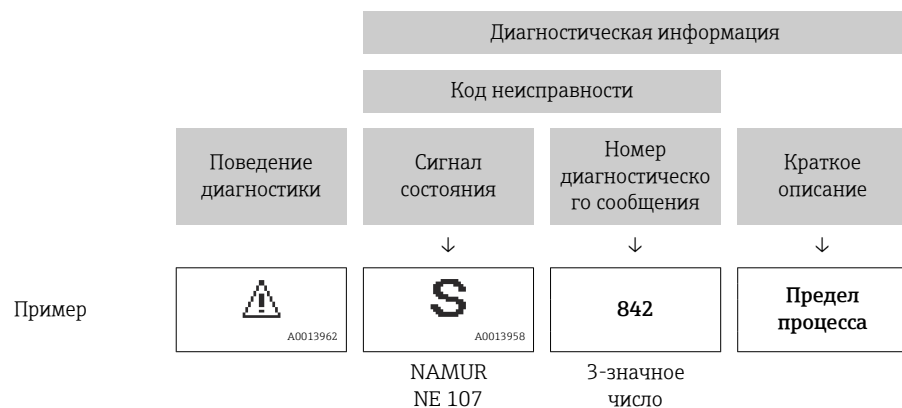 Диагностическая информация
Код неисправности
Поведение
диагностики
Сигнал
состояния
Номер
диагностическо
го сообщения
Краткое
описание
↓ ↓ ↓
Пример
A0013962
S
A0013958
842
Предел
процесса
NAMUR
NE 107
3-значное
число